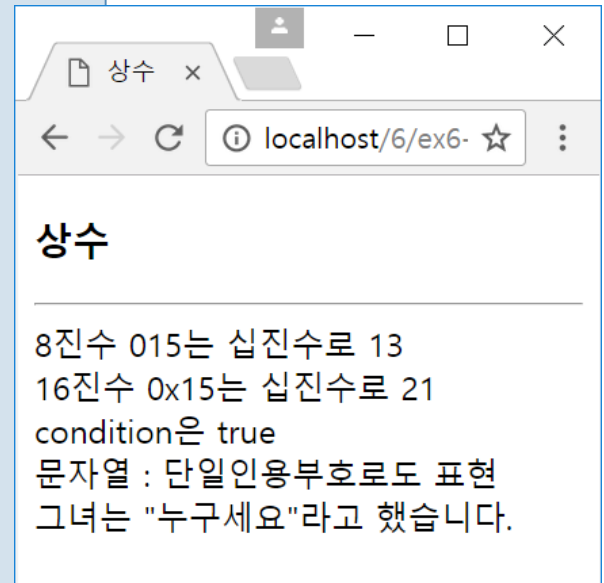 상수
localhost/6/ex6-
상수
8진수 015는 십진수로 13
16진수 0x15는 십진수로 21
condition은 true
문자열 : 단일인용부호로도 표현
그녀는 "누구세요"라고 했습니다.